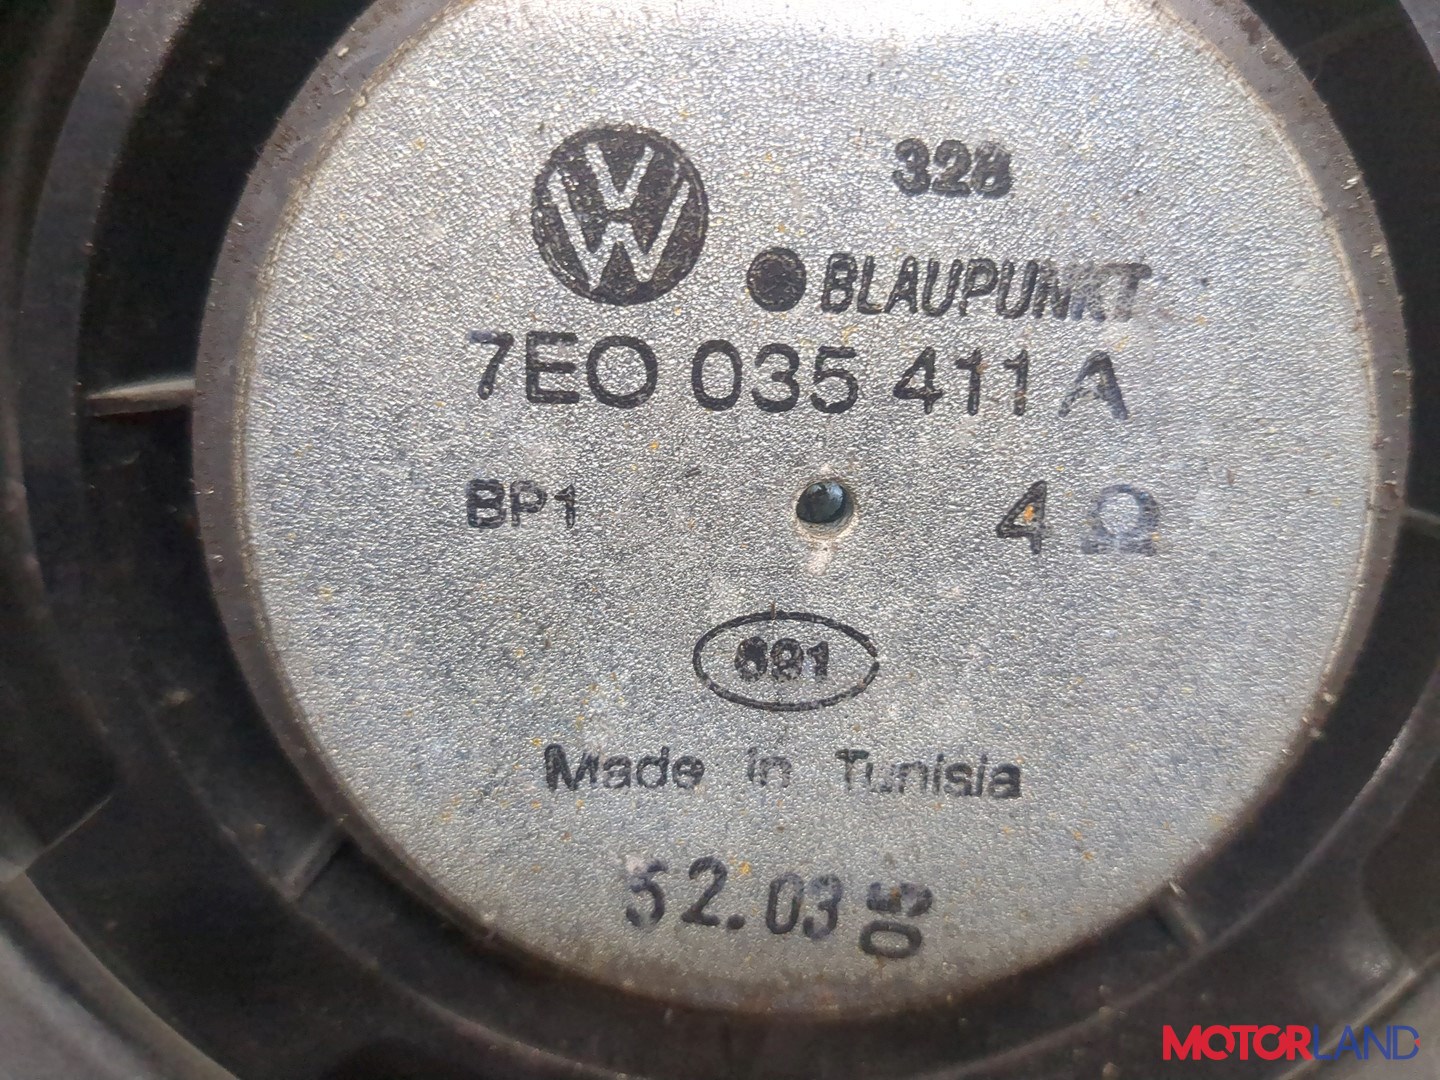 328
BLAUPUNKT
7E0 035 411 A
BP1 4 Ω
Made in Tunisia
52.03
MOTORLAND